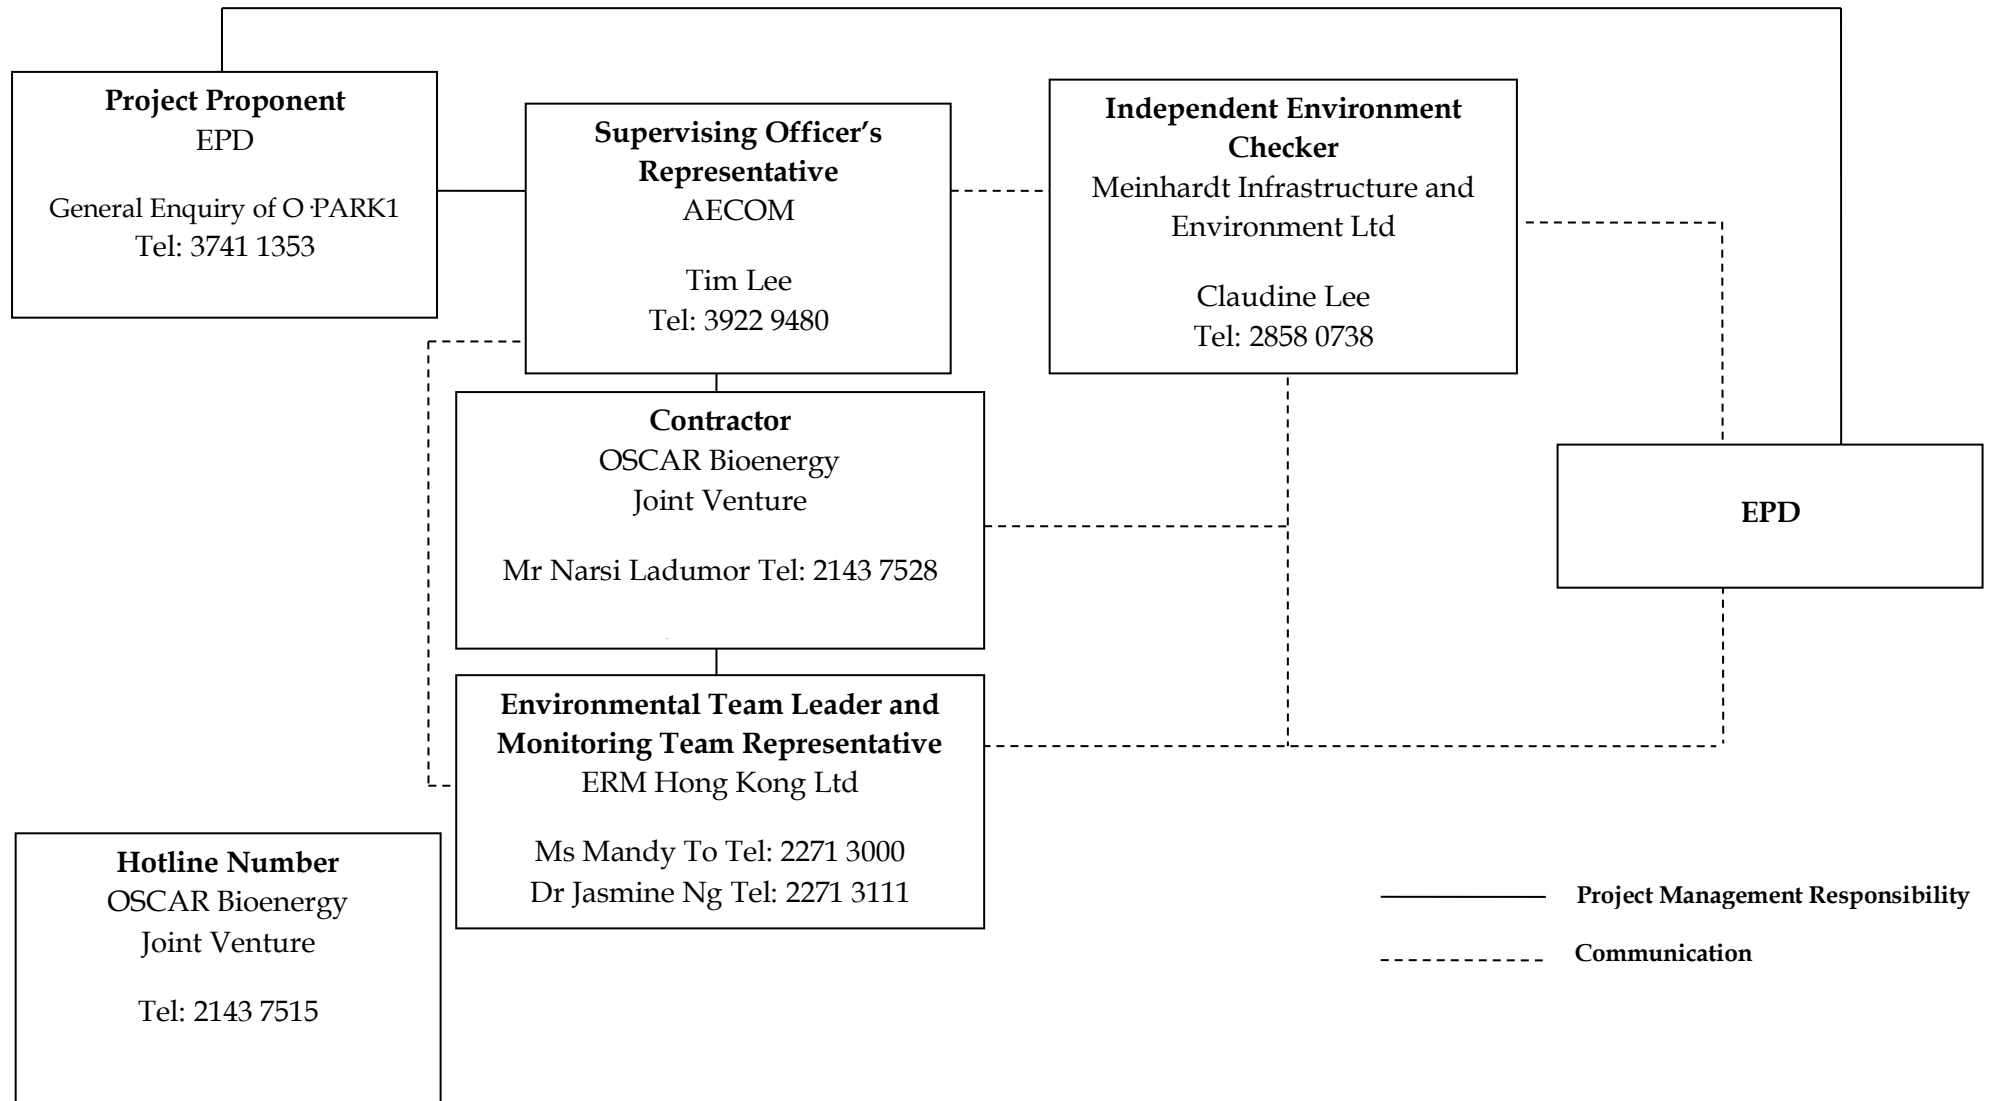 Project Proponent
EPD
General Enquiry of O·PARK1
Tel: 3741 1353
Supervising Officer’s
Representative
AECOM
Tim Lee
Tel: 3922 9480
Independent Environment
Checker
Meinhardt Infrastructure and
Environment Ltd
Claudine Lee
Tel: 2858 0738
Contractor
OSCAR Bioenergy
Joint Venture
Mr Narsi Ladumor Tel: 2143 7528
EPD
Environmental Team Leader and
Monitoring Team Representative
ERM Hong Kong Ltd
Ms Mandy To Tel: 2271 3000
Dr Jasmine Ng Tel: 2271 3111
Hotline Number
OSCAR Bioenergy
Joint Venture
Tel: 2143 7515
Project Management Responsibility
Communication